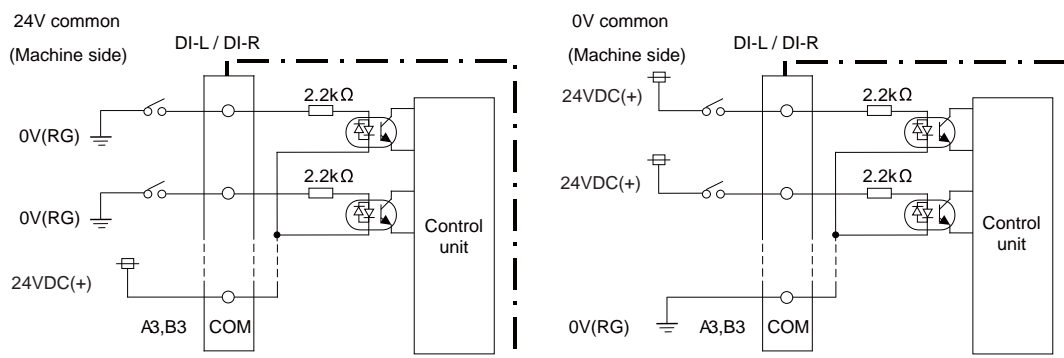 24V common
(Machine side)
DI-L / DI-R
2.2kΩ
0V(RG)
2.2kΩ
0V(RG)
Control
unit
24VDC(+)
A3,B3
COM
0V common
(Machine side)
DI-L / DI-R
24VDC(+)
2.2kΩ
24VDC(+)
2.2kΩ
Control
unit
0V(RG)
A3,B3
COM